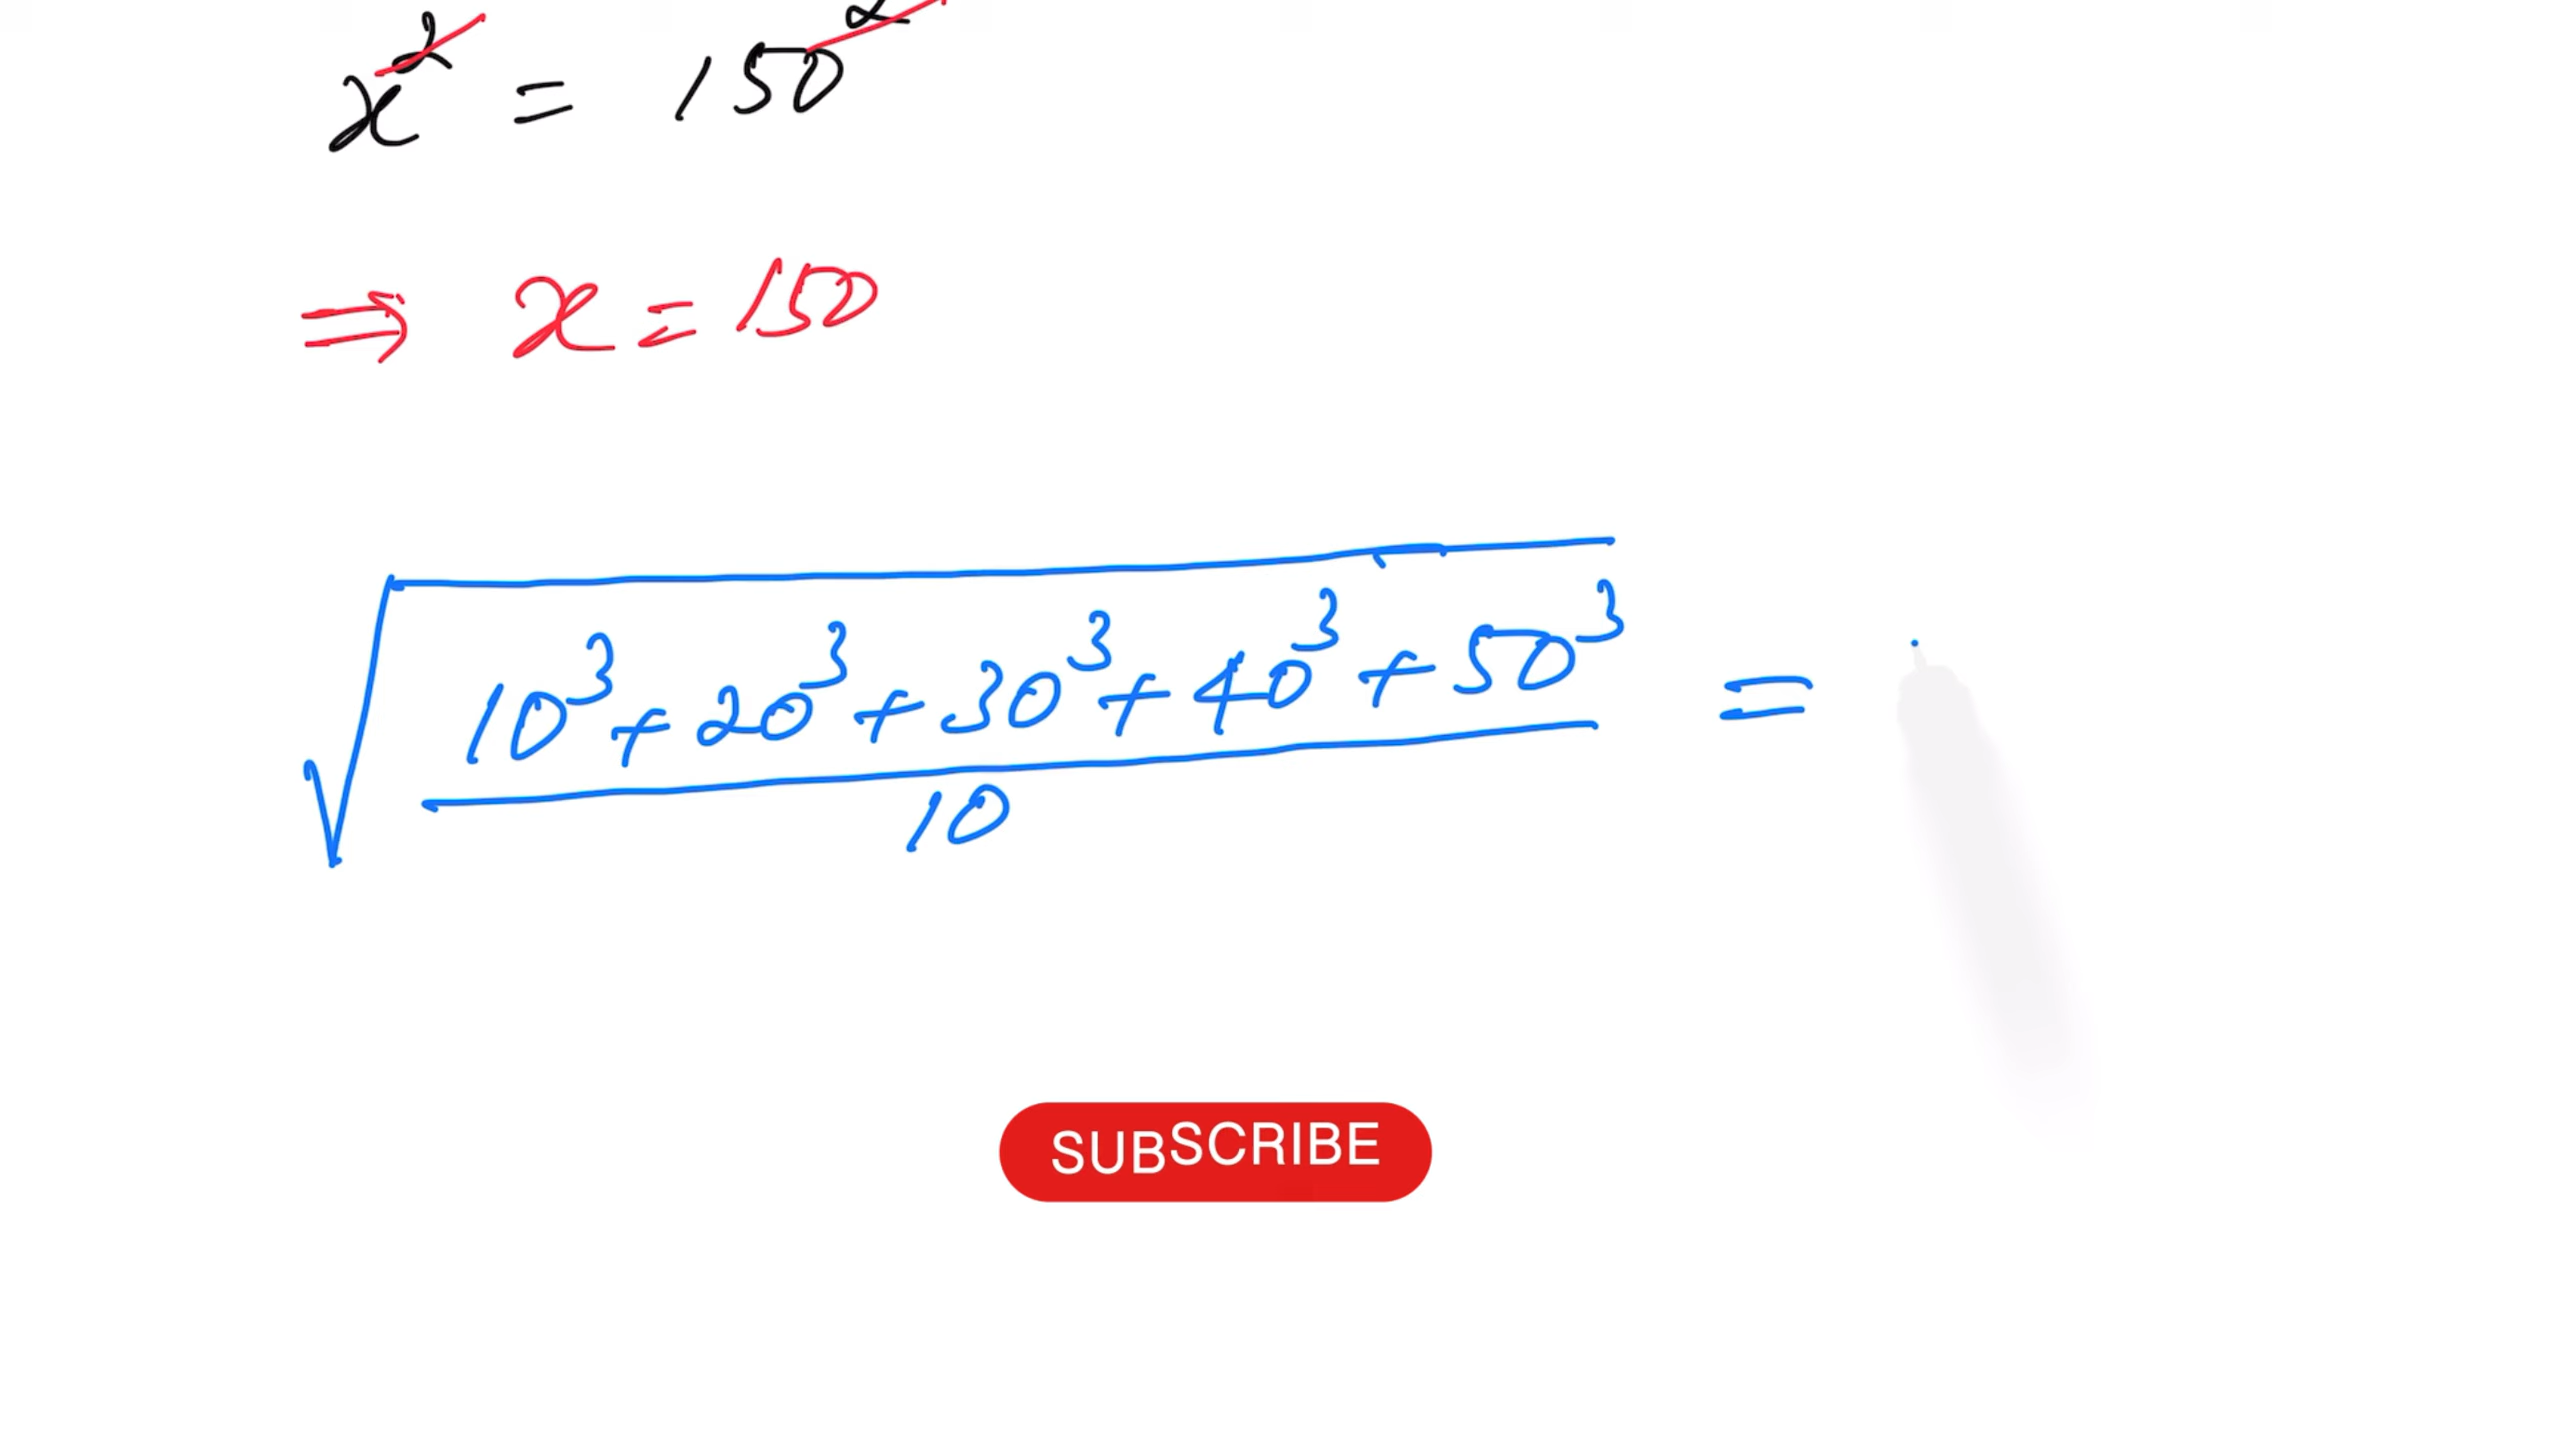 x² = 150²
⇒ x = 150
√((10³ + 20³ + 30³ + 40³ + 50³)/10) =
SUBSCRIBE